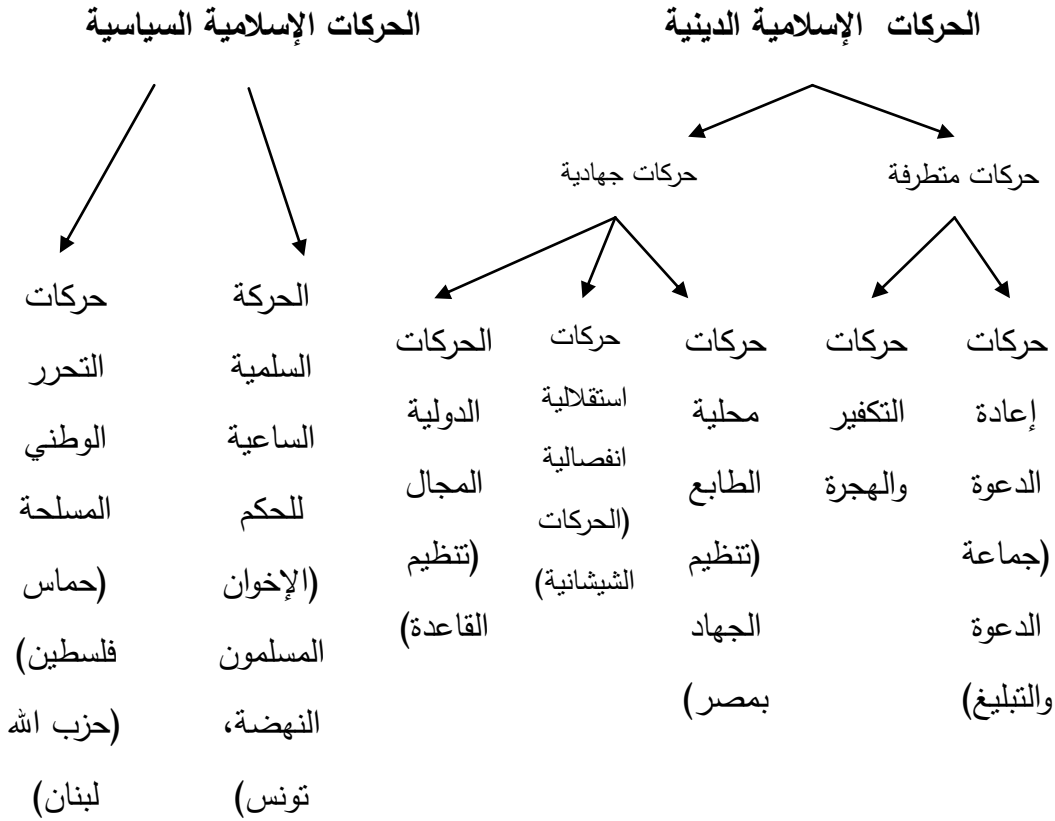 الحركات الإسلامية الدينية
الحركات الإسلامية السياسية
حركات متطرفة
حركات جهادية
حركات
إعادة
الدعوة
(جماعة
الدعوة
والتبليغ)
حركات
التكفير
والهجرة
حركات
محلية
الطابع
(تنظيم
الجهاد
بمصر)
حركات
استقلالية
انفصالية
(الحركات
الشيشانية)
الحركات
الدولية
المجال
(تنظيم
القاعدة)
الحركة
السلمية
الساعية
للحكم
(الإخوان
المسلمون
النهضة،
تونس)
حركات
التحرر
الوطني
المسلحة
(حماس
فلسطين)
(حزب الله
لبنان)